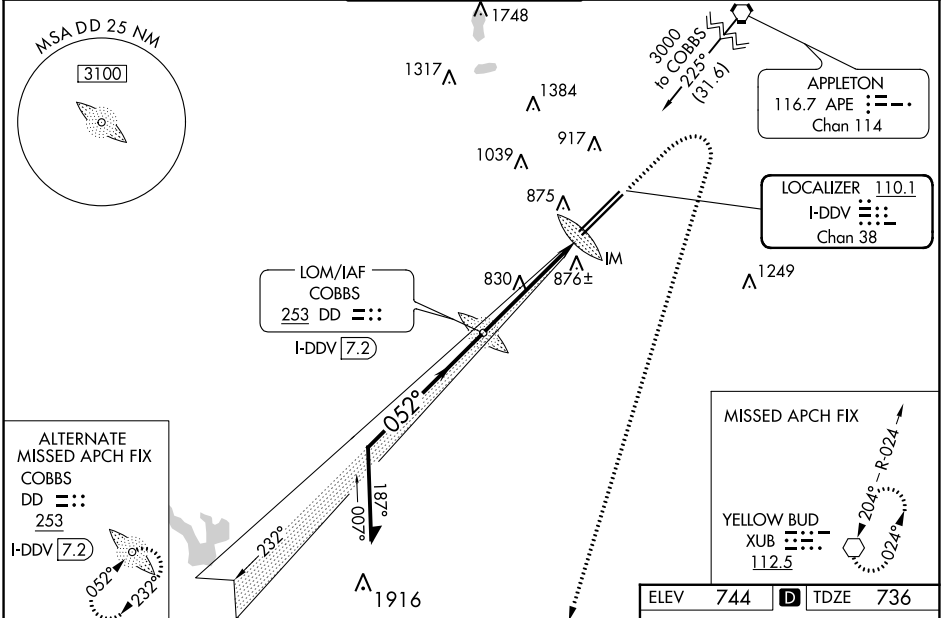 MSA DD 25 NM
3100
1748
1317
1384
917
1039
875
3000
to COBBS
225°
(31.6)
APPLETON
116.7 APE
Chan 114
LOCALIZER 110.1
I-DDV
Chan 38
IM
830
876±
1249
LOM/IAF
COBBS
253 DD
I-DDV 7.2
052°
187°
007°
232°
1916
ALTERNATE
MISSED APCH FIX
COBBS
DD
253
I-DDV 7.2
052°
232°
MISSED APCH FIX
204°
R-024
024°
YELLOW BUD
XUB
112.5
ELEV 744 D TDZE 736